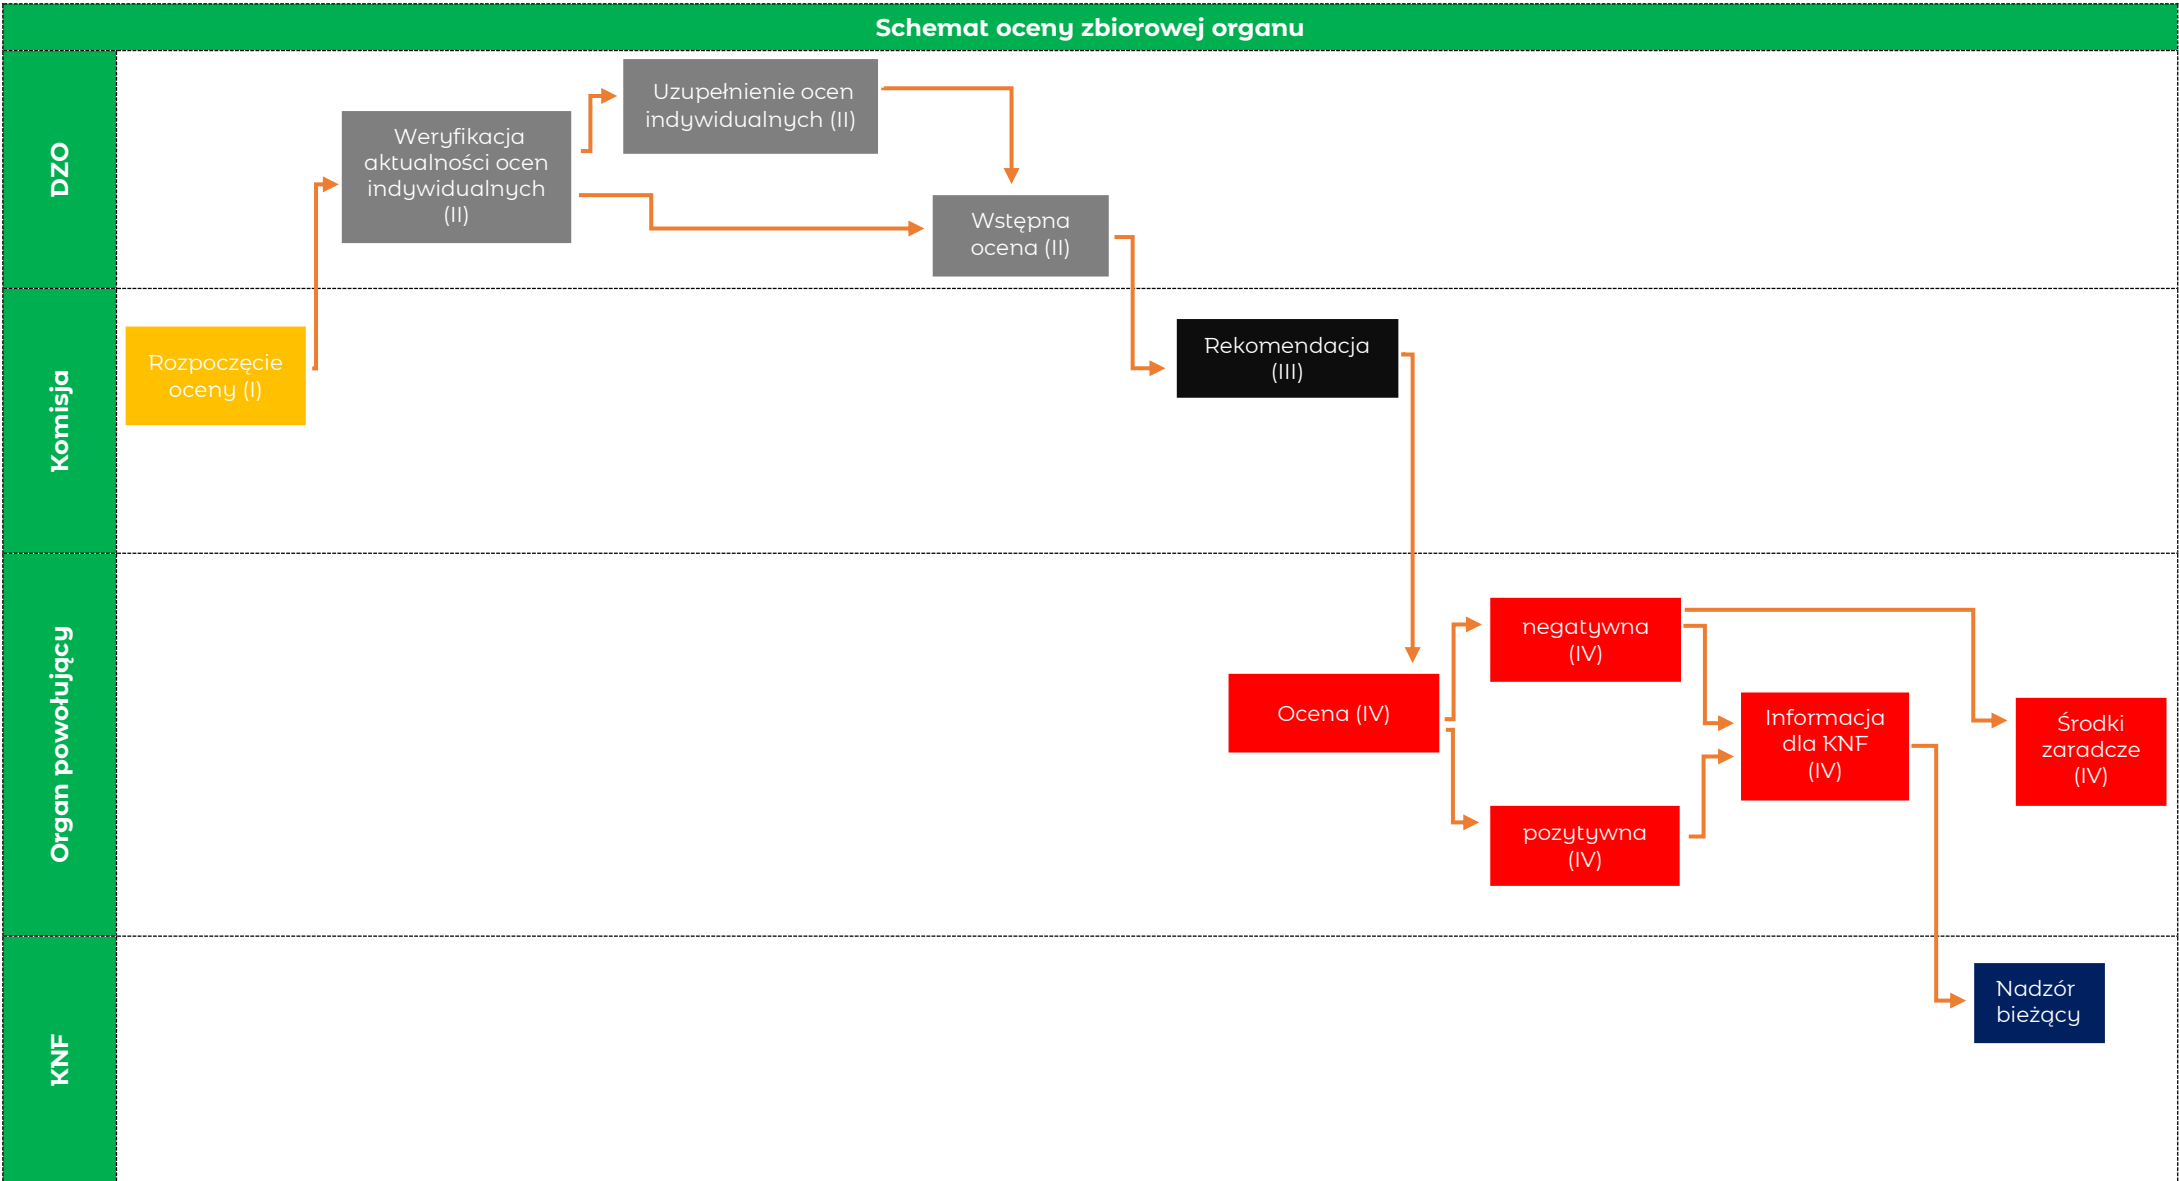 Schemat oceny zbiorowej organu
DZO
Uzupełnienie ocen
indywidualnych (II)
Weryfikacja
aktualności ocen
indywidualnych
(II)
Wstępna
ocena (II)
Komisja
Rozpoczęcie
oceny (I)
Rekomendacja
(III)
Organ powołujący
Ocena (IV)
negatywna
(IV)
pozytywna
(IV)
Informacja
dla KNF
(IV)
Środki
zaradcze
(IV)
KNF
Nadzór
bieżący